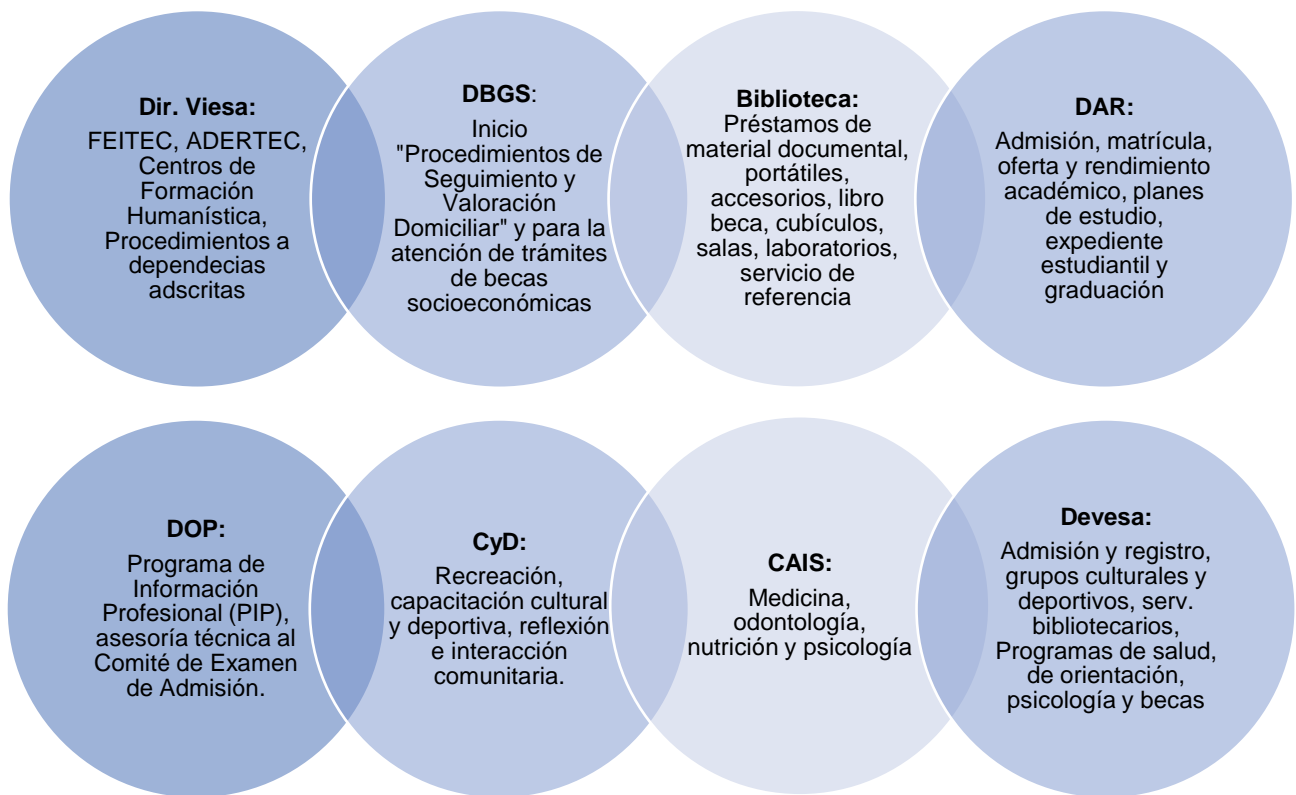 Dir. Viesa:
FEITEC, ADERTEC,
Centros de
Formación
Humanística,
Procedimientos a
dependecias
adscritas
DBGS:
Inicio
"Procedimientos de
Seguimiento y
Valoración
Domiciliar" y para la
atención de trámites
de becas
socioeconómicas
Biblioteca:
Préstamos de
material documental,
portátiles,
accesorios, libro
beca, cubículos,
salas, laboratorios,
servicio de
referencia
DAR:
Admisión, matrícula,
oferta y rendimiento
académico, planes
de estudio,
expediente
estudiantil y
graduación
DOP:
Programa de
Información
Profesional (PIP),
asesoría técnica al
Comité de Examen
de Admisión.
CyD:
Recreación,
capacitación cultural
y deportiva, reflexión
e interacción
comunitaria.
CAIS:
Medicina,
odontología,
nutrición y psicología
Devesa:
Admisión y registro,
grupos culturales y
deportivos, serv.
bibliotecarios,
Programas de salud,
de orientación,
psicología y becas